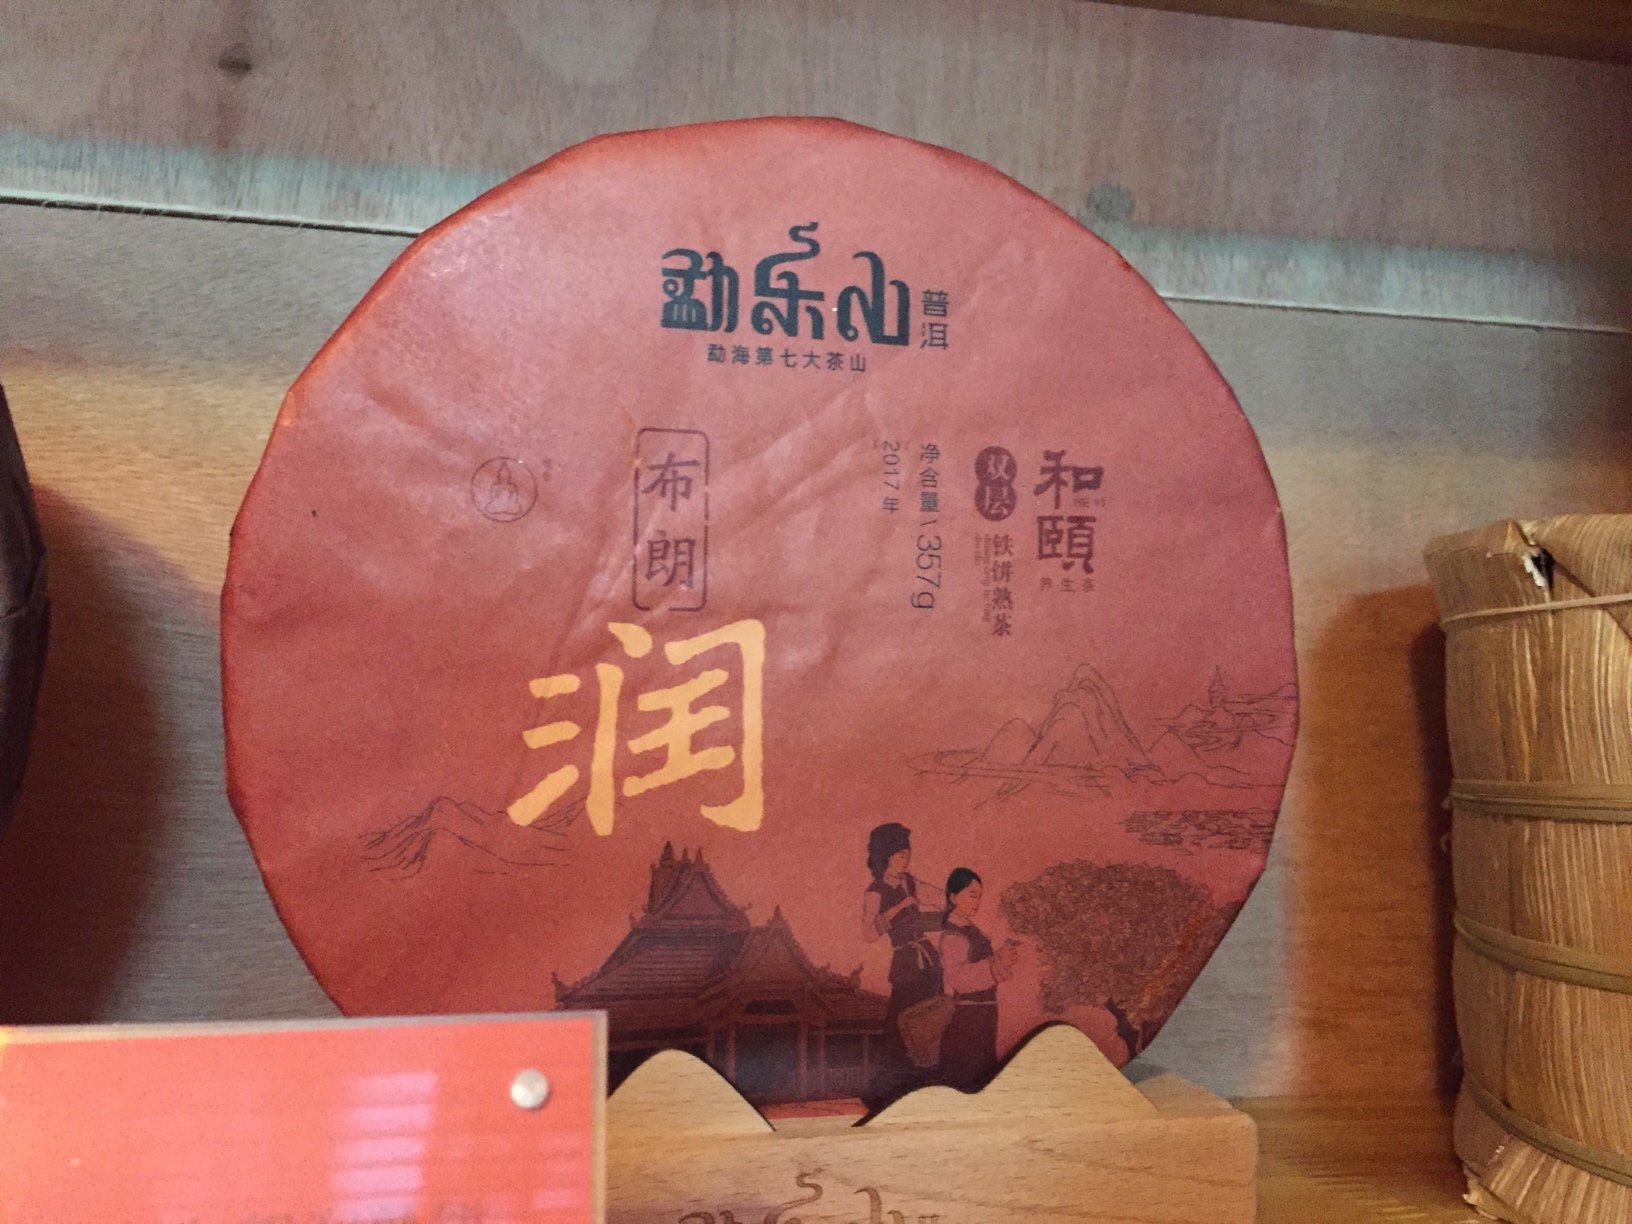 勐乐山
普洱
勐海第七大茶山
和颐
养生茶
双层
铁饼熟茶
净含量\357g
2017年
布朗
润